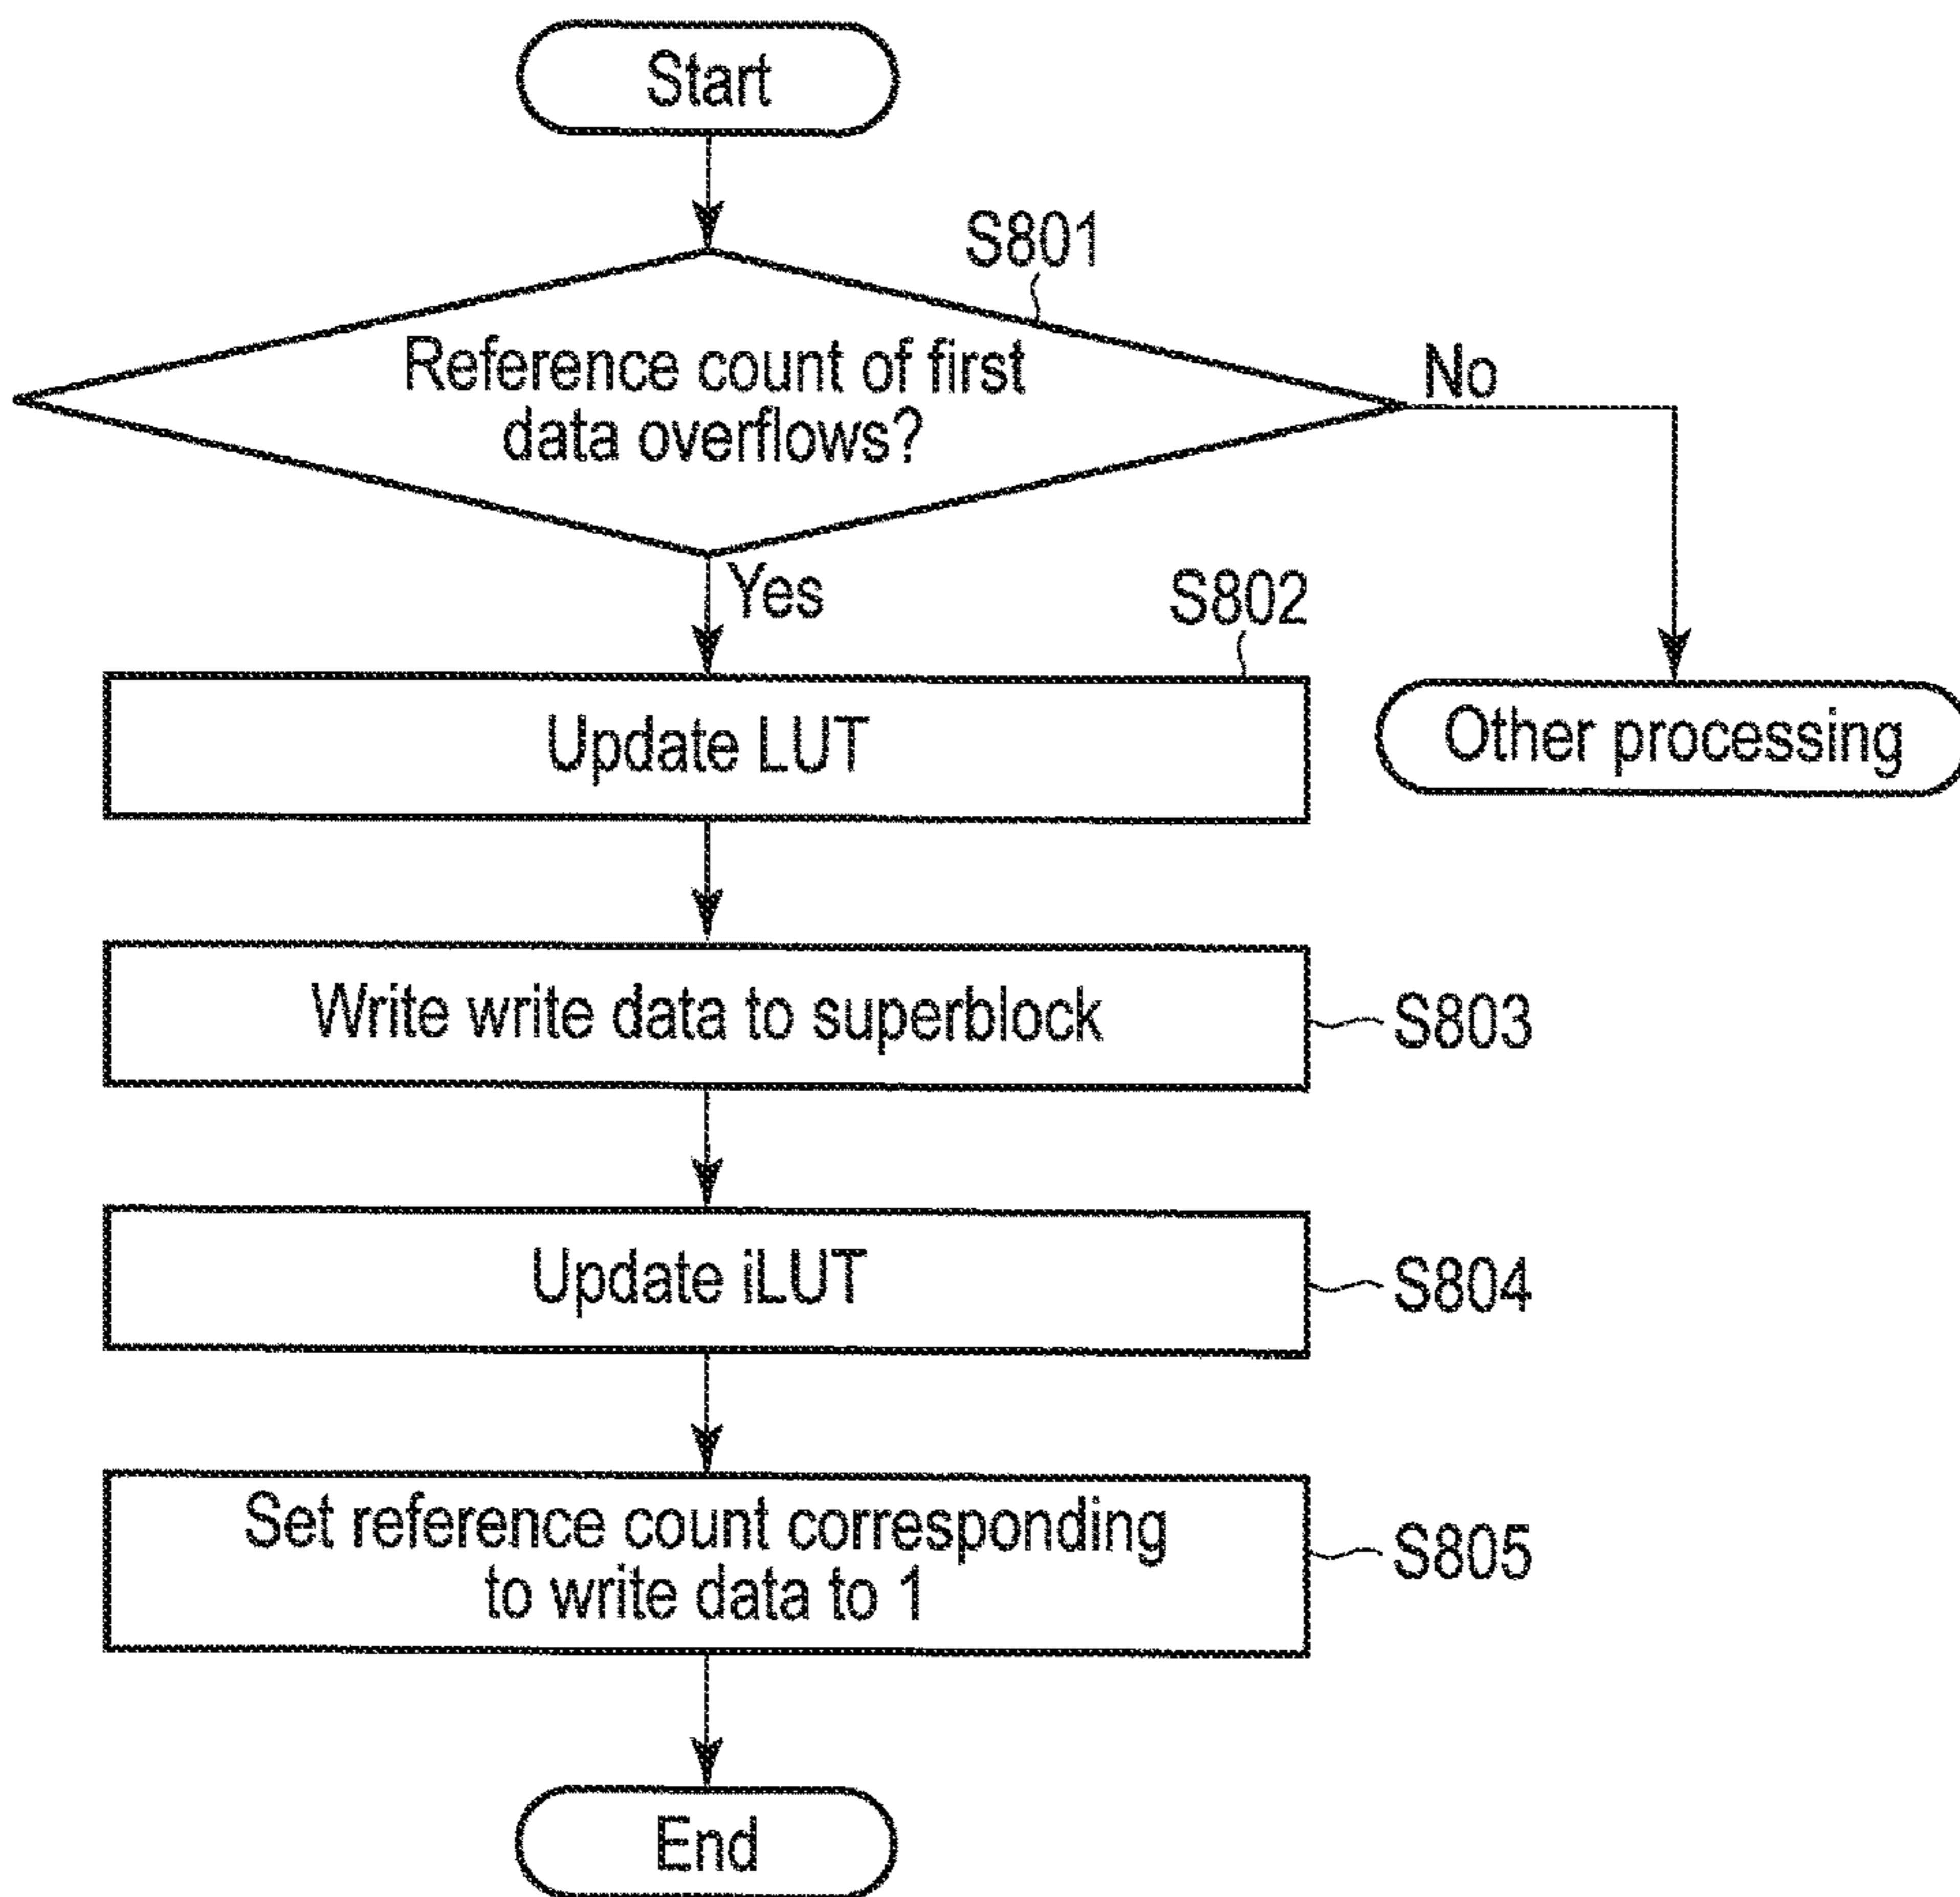 Start
S801
Reference count of first
data overflows?
No
Yes
S802
Update LUT
Other processing
Write write data to superblock
S803
Update iLUT
S804
Set reference count corresponding
to write data to 1
S805
End